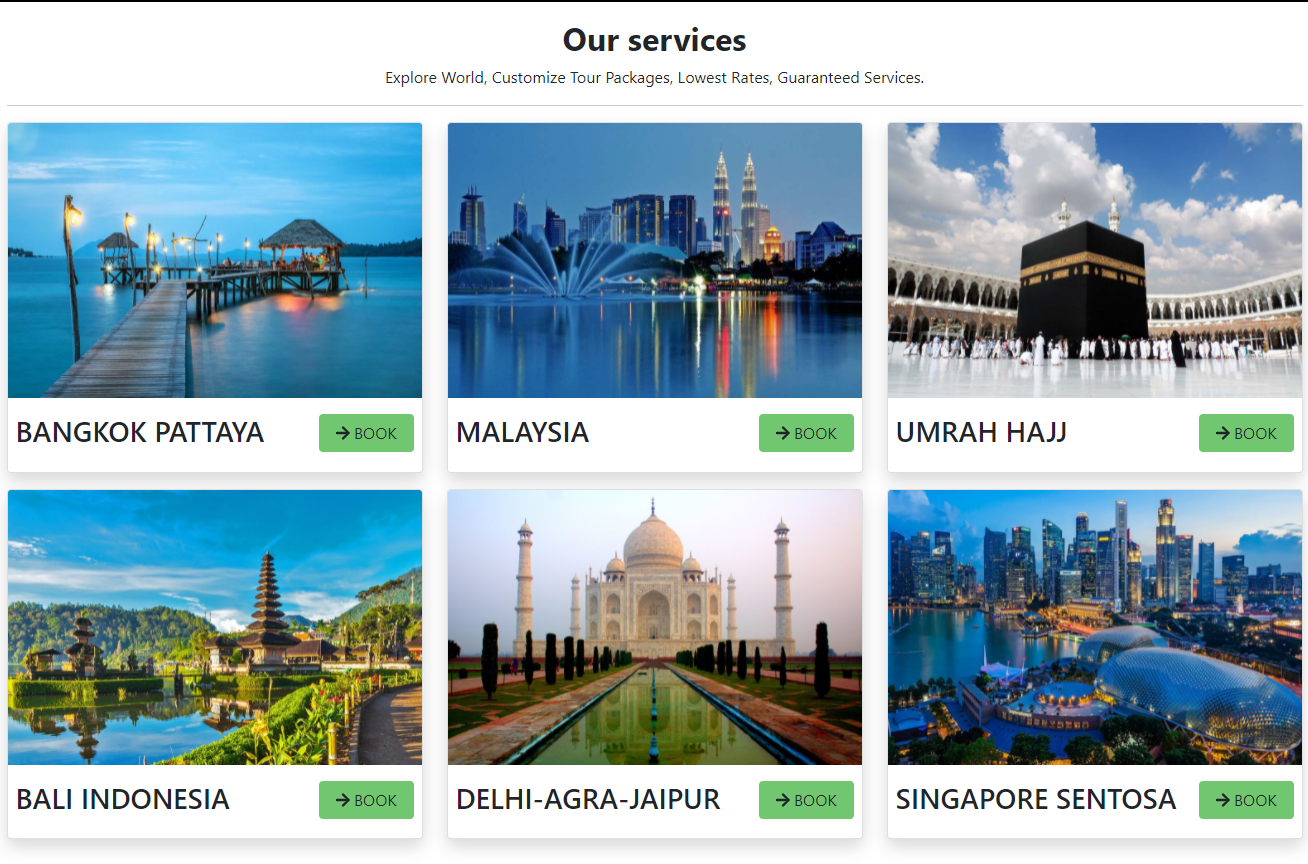 Our services
Explore World, Customize Tour Packages, Lowest Rates, Guaranteed Services.
BANGKOK PATTAYA
BOOK
MALAYSIA
BOOK
UMRAH HAJJ
BOOK
BALI INDONESIA
BOOK
DELHI-AGRA-JAIPUR
BOOK
SINGAPORE SENTOSA
BOOK